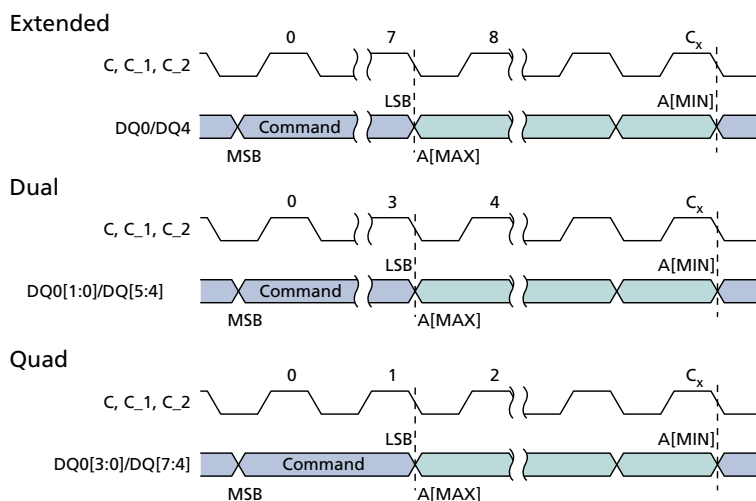 Extended
0 7 8 Cx
C, C_1, C_2
LSB A[MIN]
DQ0/DQ4 Command
MSB A[MAX]
Dual
0 3 4 Cx
C, C_1, C_2
LSB A[MIN]
DQ0[1:0]/DQ[5:4] Command
MSB A[MAX]
Quad
0 1 2 Cx
C, C_1, C_2
LSB A[MIN]
DQ0[3:0]/DQ[7:4] Command
MSB A[MAX]